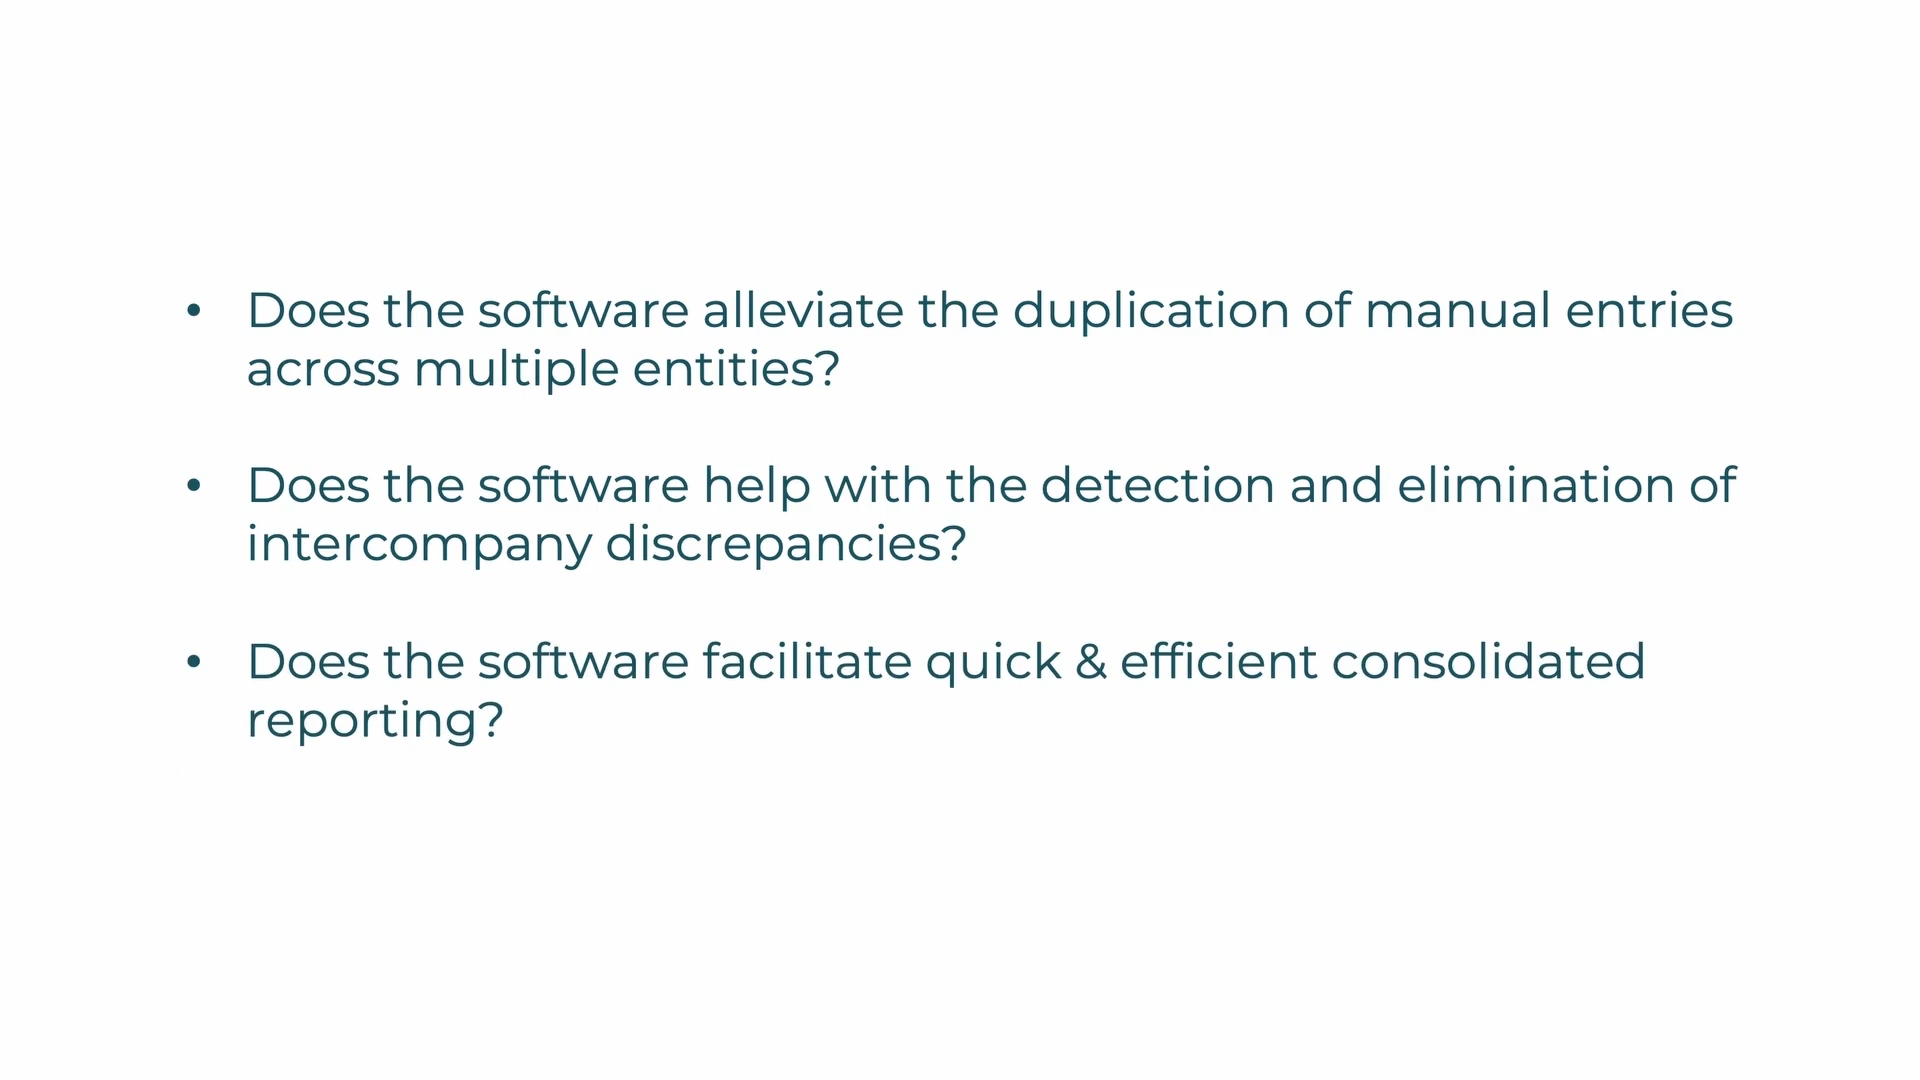 • Does the software alleviate the duplication of manual entries
across multiple entities?
• Does the software help with the detection and elimination of
intercompany discrepancies?
• Does the software facilitate quick & efficient consolidated
reporting?